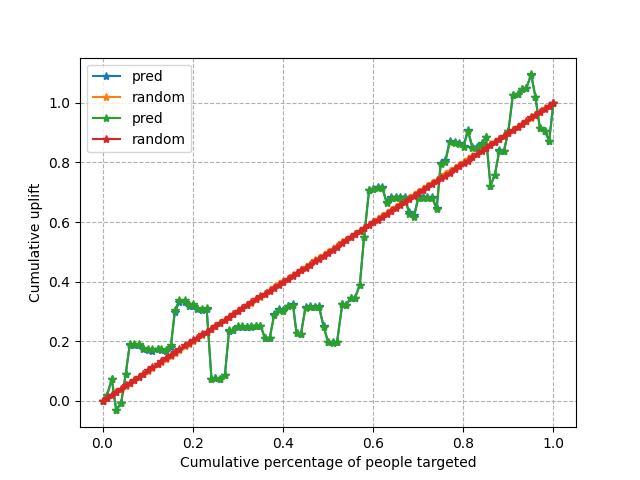 pred
random
pred
random
Cumulative uplift
1.0
0.8
0.6
0.4
0.2
0.0
0.0 0.2 0.4 0.6 0.8 1.0
Cumulative percentage of people targeted